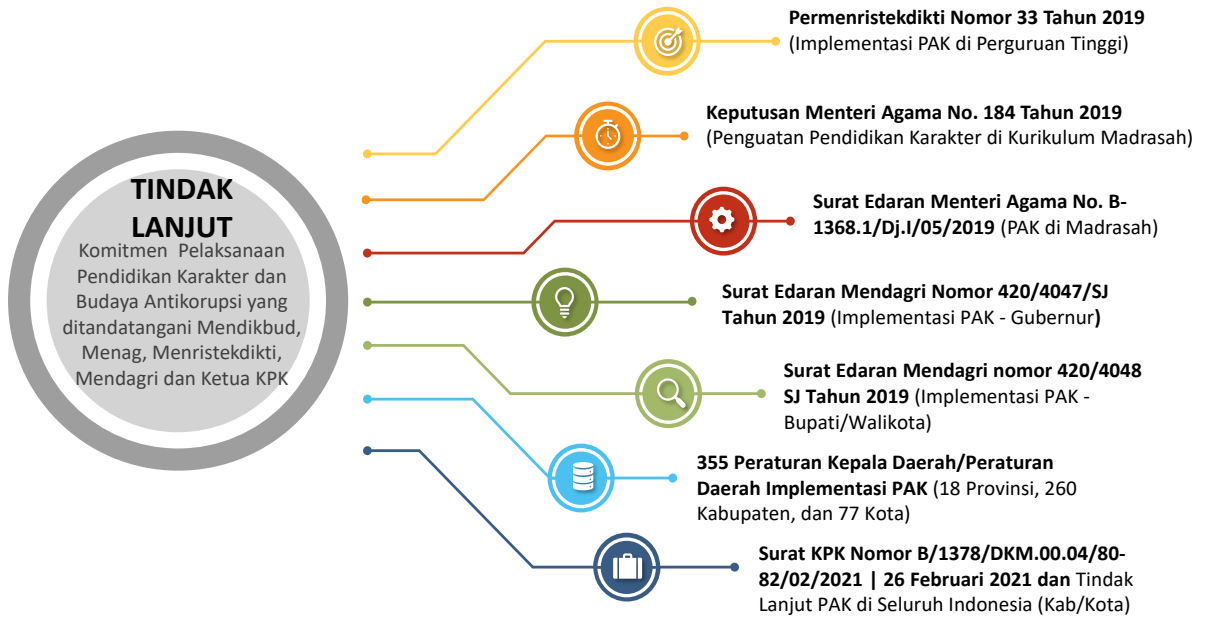 TINDAK
LANJUT
Komitmen Pelaksanaan
Pendidikan Karakter dan
Budaya Antikorupsi yang
ditandatangani Mendikbud,
Menag, Menristekdikti,
Mendagri dan Ketua KPK
Permenristekdikti Nomor 33 Tahun 2019
(Implementasi PAK di Perguruan Tinggi)
Keputusan Menteri Agama No. 184 Tahun 2019
(Penguatan Pendidikan Karakter di Kurikulum Madrasah)
Surat Edaran Menteri Agama No. B-
1368.1/Dj.I/05/2019 (PAK di Madrasah)
Surat Edaran Mendagri Nomor 420/4047/SJ
Tahun 2019 (Implementasi PAK - Gubernur)
Surat Edaran Mendagri nomor 420/4048
SJ Tahun 2019 (Implementasi PAK -
Bupati/Walikota)
355 Peraturan Kepala Daerah/Peraturan
Daerah Implementasi PAK (18 Provinsi, 260
Kabupaten, dan 77 Kota)
Surat KPK Nomor B/1378/DKM.00.04/80-
82/02/2021 | 26 Februari 2021 dan Tindak
Lanjut PAK di Seluruh Indonesia (Kab/Kota)